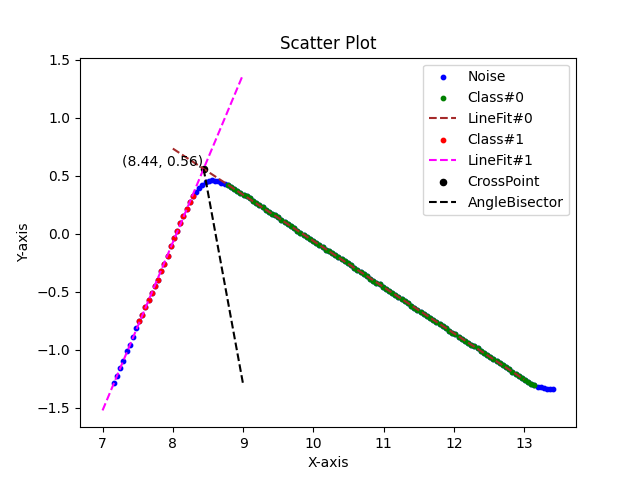 Scatter Plot
1.5
1.0
0.5
0.0
−0.5
−1.0
−1.5
Y-axis
(8.44, 0.56)
Noise
Class#0
LineFit#0
Class#1
LineFit#1
CrossPoint
AngleBisector
7 8 9 10 11 12 13
X-axis